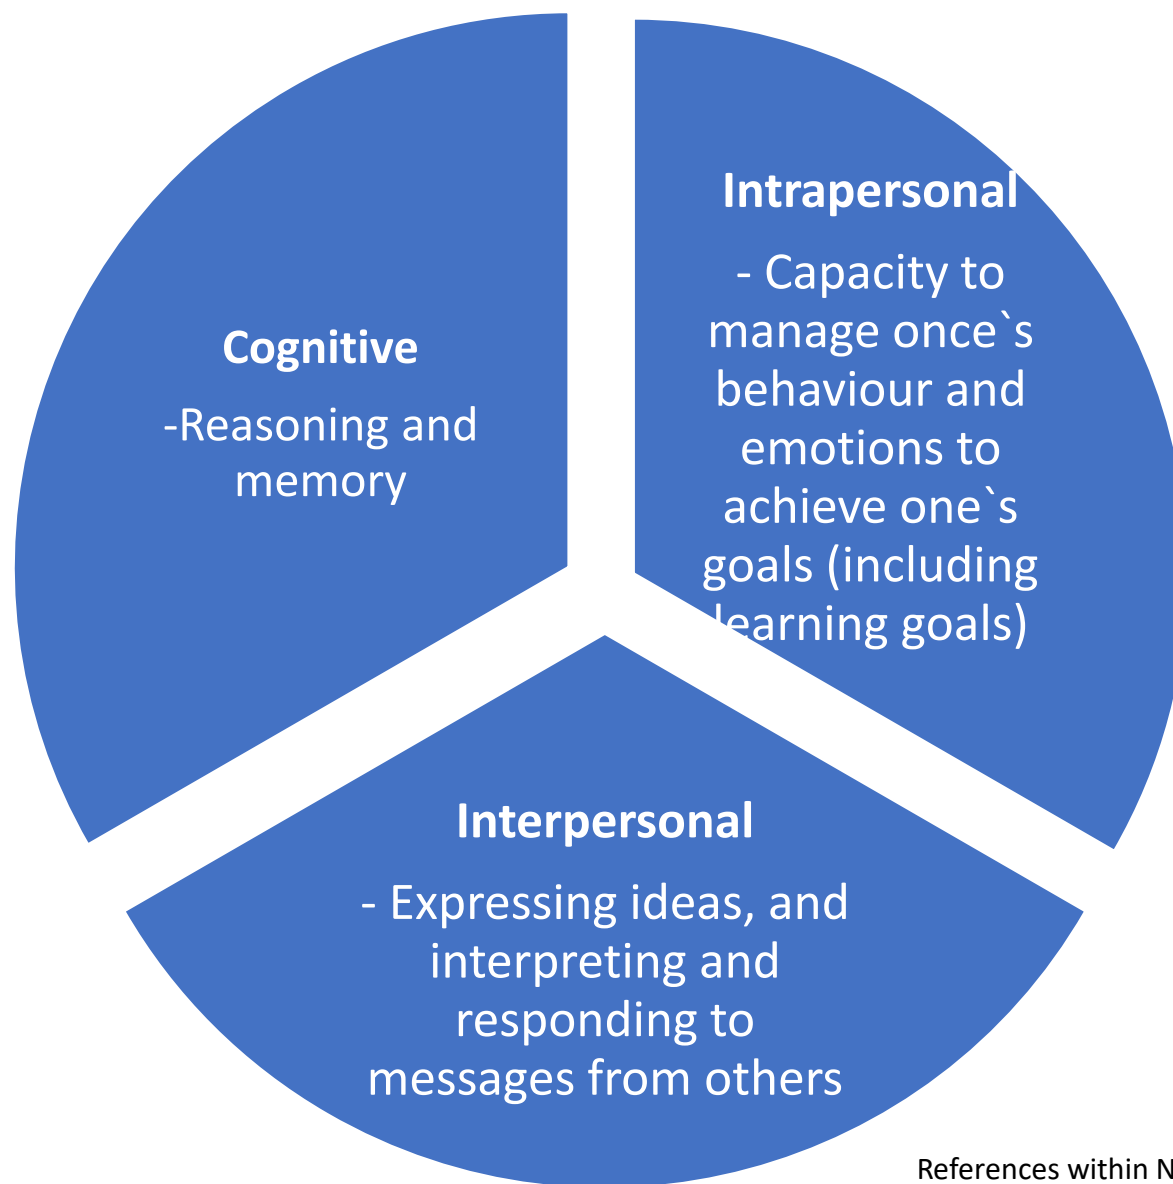 Cognitive
-Reasoning and
memory
Intrapersonal
- Capacity to
manage once`s
behaviour and
emotions to
achieve one`s
goals (including
learning goals)
Interpersonal
- Expressing ideas, and
interpreting and
responding to
messages from others
References within N